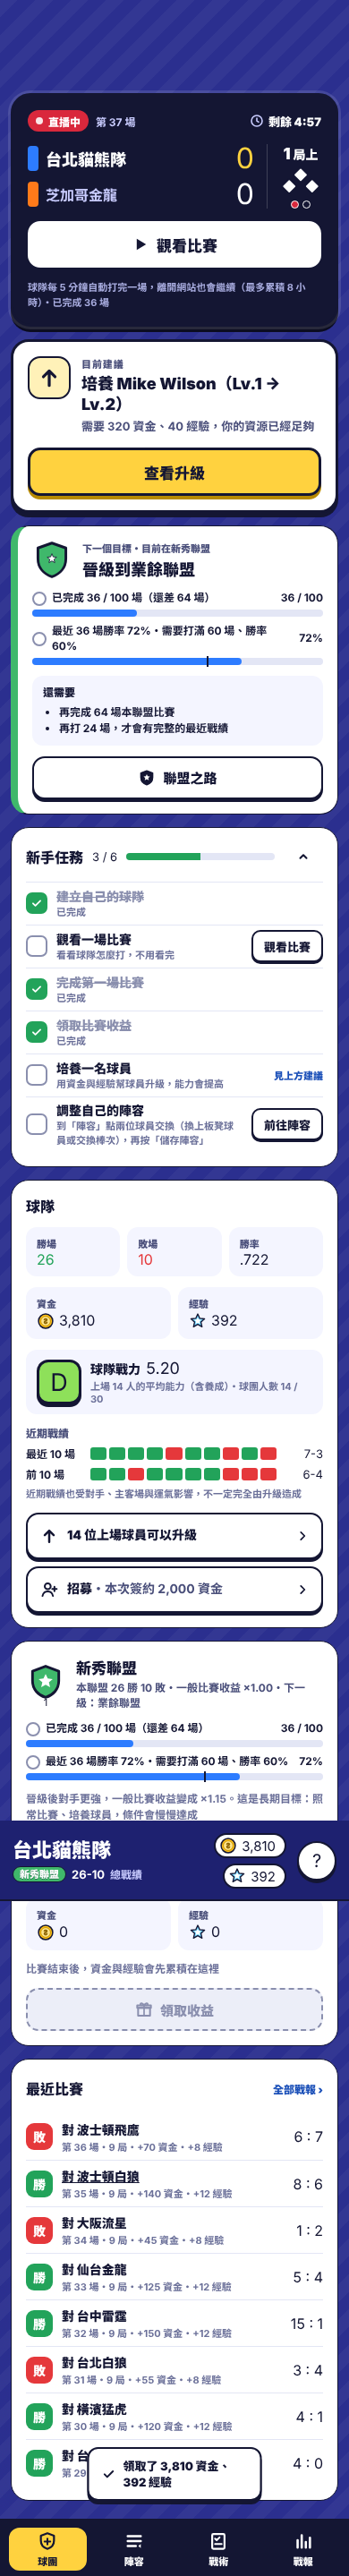 直播中 第 37 場 剩餘 4:57
台北貓熊隊 0 1局上
芝加哥金龍 0
觀看比賽
球隊每 5 分鐘自動打完一場，離開網站也會繼續（最多累積 8 小
時）・已完成 36 場
目前建議
培養 Mike Wilson（Lv.1 →
Lv.2）
需要 320 資金、40 經驗，你的資源已經足夠
查看升級
下一個目標・目前在新秀聯盟
晉級到業餘聯盟
已完成 36 / 100 場（還差 64 場） 36 / 100
最近 36 場勝率 72%・需要打滿 60 場、勝率
60% 72%
還需要
• 再完成 64 場本聯盟比賽
• 再打 24 場，才會有完整的最近戰績
聯盟之路
新手任務 3 / 6
建立自己的球隊
已完成
觀看一場比賽
看看球隊怎麼打，不用看完
觀看比賽
完成第一場比賽
已完成
領取比賽收益
已完成
培養一名球員
用資金與經驗幫球員升級，能力會提高
見上方建議
調整自己的陣容
到「陣容」點兩位球員交換（換上板凳球
員或交換棒次），再按「儲存陣容」
前往陣容
球隊
勝場 敗場 勝率
26 10 .722
資金 經驗
3,810 392
D
球隊戰力 5.20
上場 14 人的平均能力（含養成）・球團人數 14 /
30
近期戰績
最近 10 場 7-3
前 10 場 6-4
近期戰績也受對手、主客場與運氣影響，不一定完全由升級造成
14 位上場球員可以升級
招募・本次簽約 2,000 資金
新秀聯盟
本聯盟 26 勝 10 敗・一般比賽收益 ×1.00・下一
級：業餘聯盟
1
已完成 36 / 100 場（還差 64 場） 36 / 100
最近 36 場勝率 72%・需要打滿 60 場、勝率 60% 72%
晉級後對手更強，一般比賽收益變成 ×1.15。這是長期目標：照
常比賽、培養球員，條件會慢慢達成
台北貓熊隊
新秀聯盟 26-10 總戰績
3,810
392
?
資金 經驗
0 0
比賽結束後，資金與經驗會先累積在這裡
領取收益
最近比賽 全部戰報 ›
敗 對 波士頓飛鷹 6 : 7
第 36 場・9 局・+70 資金・+8 經驗
勝 對 波士頓白狼 8 : 6
第 35 場・9 局・+140 資金・+12 經驗
敗 對 大阪流星 1 : 2
第 34 場・9 局・+45 資金・+8 經驗
勝 對 仙台金龍 5 : 4
第 33 場・9 局・+125 資金・+12 經驗
勝 對 台中雷霆 15 : 1
第 32 場・9 局・+150 資金・+12 經驗
敗 對 台北白狼 3 : 4
第 31 場・9 局・+55 資金・+8 經驗
勝 對 橫濱猛虎 4 : 1
第 30 場・9 局・+120 資金・+12 經驗
勝 對 台 4 : 0
第 29
領取了 3,810 資金、
392 經驗
球團 陣容 戰術 戰報